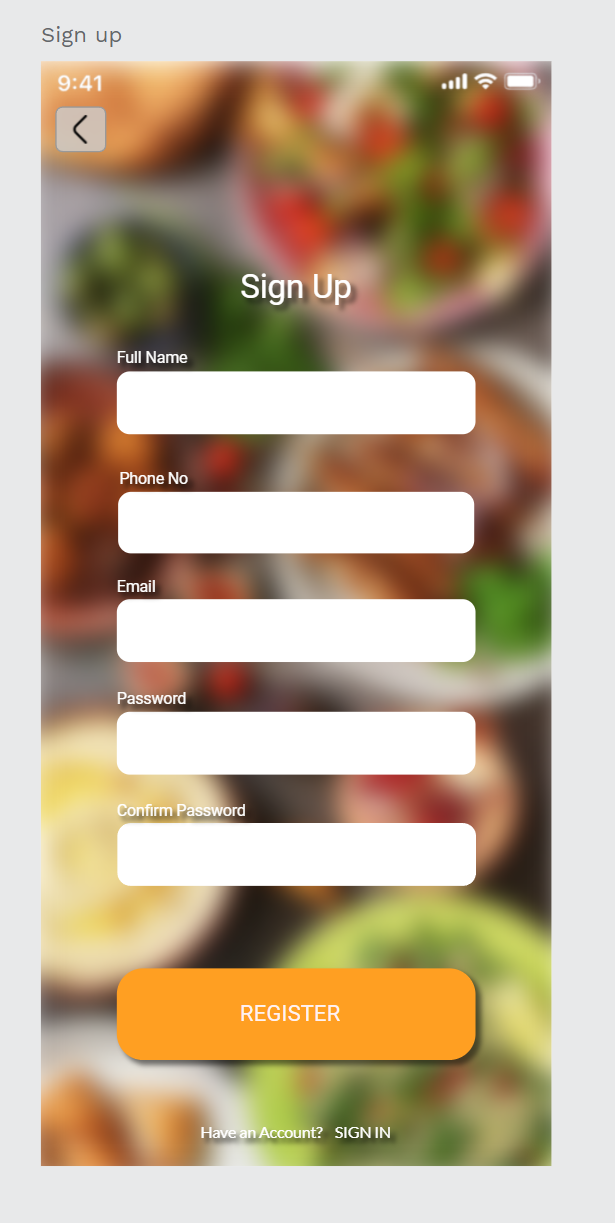 Sign up
9:41
Sign Up
Full Name
Phone No
Email
Password
Confirm Password
REGISTER
Have an Account? SIGN IN